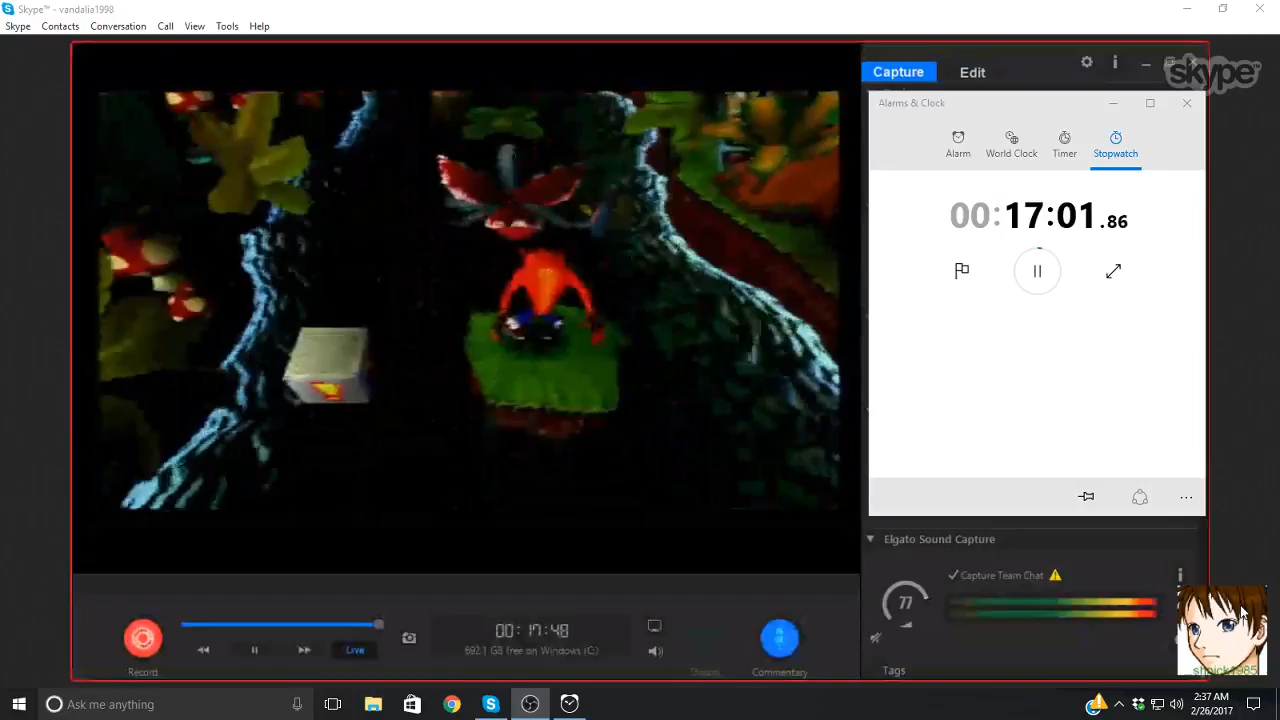 Skype™ - vandalia1998
Skype Contacts Conversation Call View Tools Help
Capture Edit
skype™
Alarms & Clock
Alarm World Clock Timer Stopwatch
00:17:01.86
Elgato Sound Capture
Capture Team Chat
77
00:17:48
692.1 GB free on Windows (C:)
Live
Record Stream Commentary Tags
Ask me anything
2:37 AM
2/26/2017